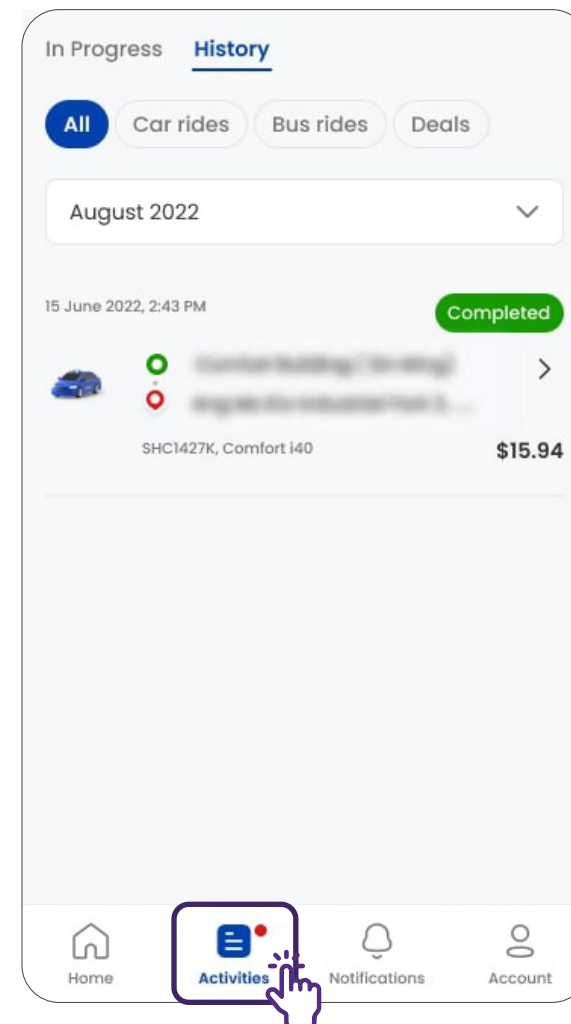 In Progress History
All Car rides Bus rides Deals
August 2022
15 June 2022, 2:43 PM Completed
SHC1427K, Comfort i40 $15.94
Home Activities Notifications Account